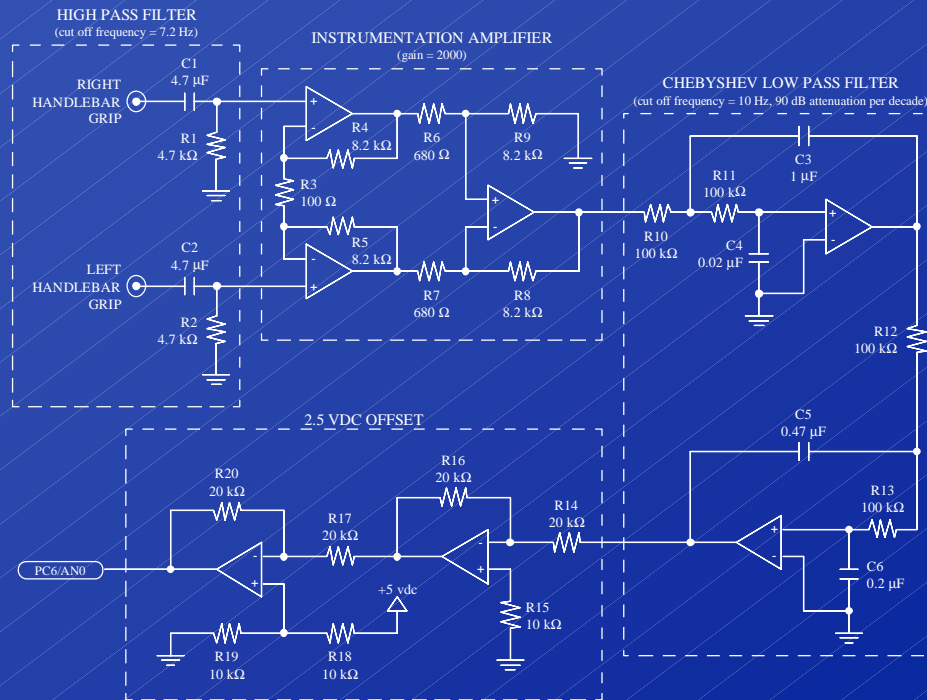 HIGH PASS FILTER
(cut off frequency = 7.2 Hz)
RIGHT
HANDLEBAR
GRIP
C1
4.7 μF
R1
4.7 kΩ
LEFT
HANDLEBAR
GRIP
C2
4.7 μF
R2
4.7 kΩ
INSTRUMENTATION AMPLIFIER
(gain = 2000)
+
-
R4
8.2 kΩ
R3
100 Ω
R5
8.2 kΩ
-
+
R6
680 Ω
R9
8.2 kΩ
+
-
R7
680 Ω
R8
8.2 kΩ
CHEBYSHEV LOW PASS FILTER
(cut off frequency = 10 Hz, 90 dB attenuation per decade)
C3
1 μF
R11
100 kΩ
R10
100 kΩ
C4
0.02 μF
+
-
R12
100 kΩ
C5
0.47 μF
R13
100 kΩ
+
-
C6
0.2 μF
2.5 VDC OFFSET
R20
20 kΩ
R16
20 kΩ
R17
20 kΩ
R14
20 kΩ
-
+
-
+
PC6/AN0
+5 vdc
R15
10 kΩ
R19
10 kΩ
R18
10 kΩ